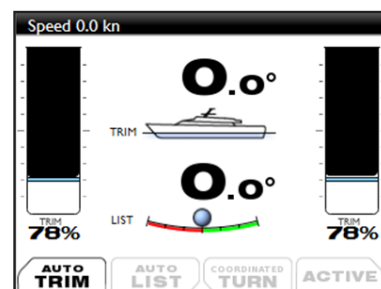 Speed 0.0 kn
0.0°
TRIM
0.0°
LIST
TRIM
78%
TRIM
78%
AUTO
TRIM
AUTO
LIST
COORDINATED
TURN
ACTIVE